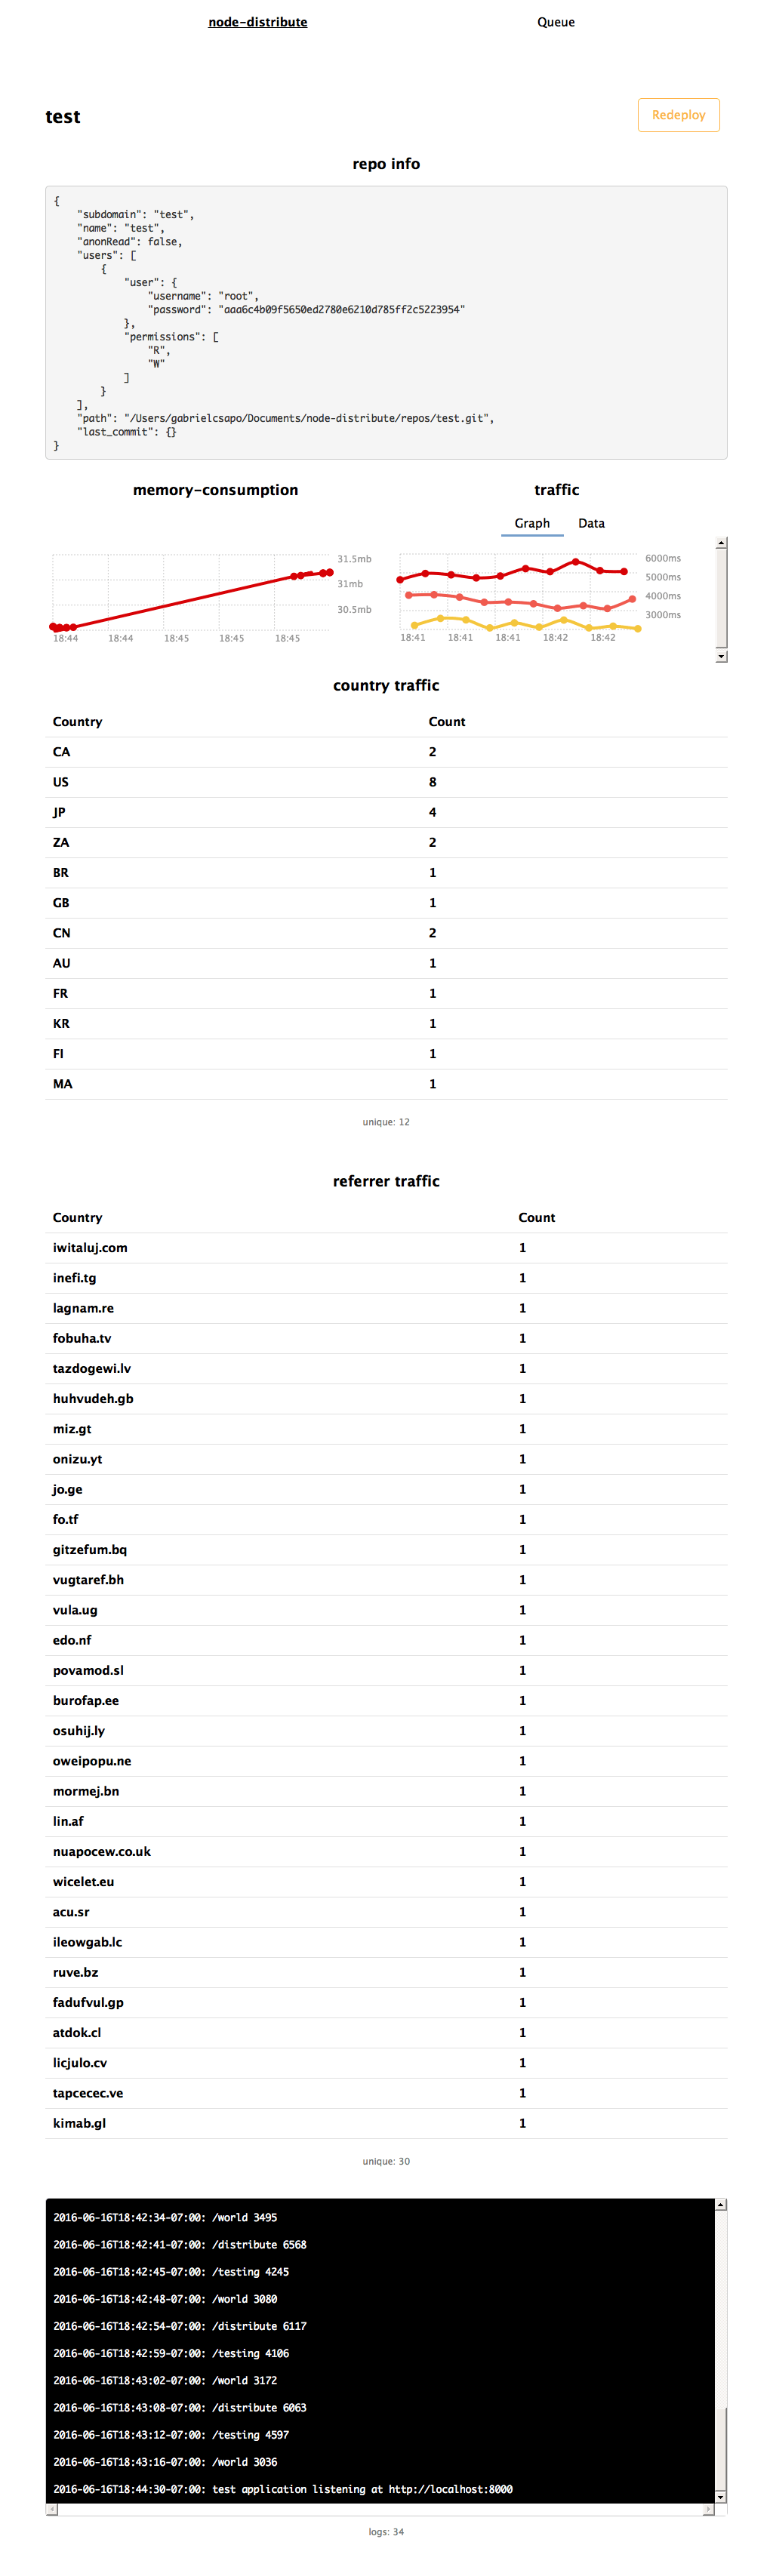 node-distribute Queue
test Redeploy
repo info
{
"subdomain": "test",
"name": "test",
"anonRead": false,
"users": [
{
"user": {
"username": "root",
"password": "aaa6c4b09f5650ed2780e6210d785ff2c5223954"
},
"permissions": [
"R",
"W"
]
}
],
"path": "/Users/gabrielcsapo/Documents/node-distribute/repos/test.git",
"last_commit": {}
}
memory-consumption
31.5mb
31mb
30.5mb
18:44 18:44 18:45 18:45 18:45
traffic
Graph Data
6000ms
5000ms
4000ms
3000ms
18:41 18:41 18:41 18:42 18:42
country traffic
Country Count
CA 2
US 8
JP 4
ZA 2
BR 1
GB 1
CN 2
AU 1
FR 1
KR 1
FI 1
MA 1
unique: 12
referrer traffic
Country Count
iwitaluj.com 1
inefi.tg 1
lagnam.re 1
fobuha.tv 1
tazdogewi.lv 1
huhvudeh.gb 1
miz.gt 1
onizu.yt 1
jo.ge 1
fo.tf 1
gitzefum.bq 1
vugtaref.bh 1
vula.ug 1
edo.nf 1
povamod.sl 1
burofap.ee 1
osuhij.ly 1
oweipopu.ne 1
mormej.bn 1
lin.af 1
nuapocew.co.uk 1
wicelet.eu 1
acu.sr 1
ileowgab.lc 1
ruve.bz 1
fadufvul.gp 1
atdok.cl 1
licjulo.cv 1
tapcecec.ve 1
kimab.gl 1
unique: 30
2016-06-16T18:42:34-07:00: /world 3495
2016-06-16T18:42:41-07:00: /distribute 6568
2016-06-16T18:42:45-07:00: /testing 4245
2016-06-16T18:42:48-07:00: /world 3080
2016-06-16T18:42:54-07:00: /distribute 6117
2016-06-16T18:42:59-07:00: /testing 4106
2016-06-16T18:43:02-07:00: /world 3172
2016-06-16T18:43:08-07:00: /distribute 6063
2016-06-16T18:43:12-07:00: /testing 4597
2016-06-16T18:43:16-07:00: /world 3036
2016-06-16T18:44:30-07:00: test application listening at http://localhost:8000
logs: 34